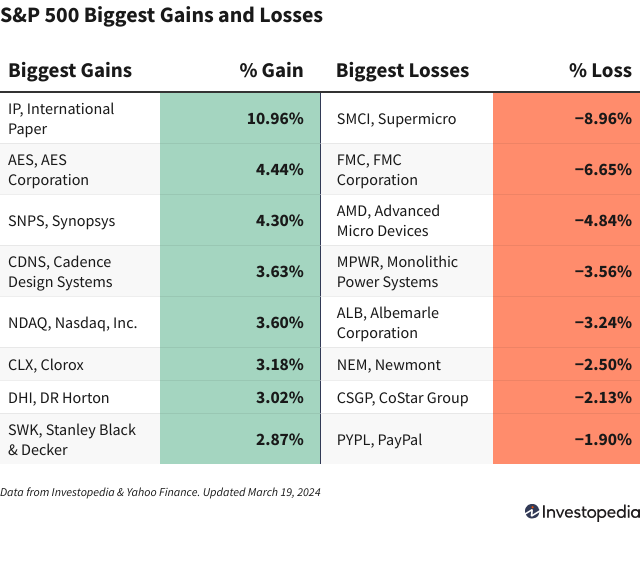 S&P 500 Biggest Gains and Losses
Biggest Gains % Gain Biggest Losses % Loss
IP, International
Paper
10.96%
SMCI, Supermicro
−8.96%
AES, AES
Corporation
4.44%
FMC, FMC
Corporation
−6.65%
SNPS, Synopsys
4.30%
AMD, Advanced
Micro Devices
−4.84%
CDNS, Cadence
Design Systems
3.63%
MPWR, Monolithic
Power Systems
−3.56%
NDAQ, Nasdaq, Inc.
3.60%
ALB, Albemarle
Corporation
−3.24%
CLX, Clorox
3.18%
NEM, Newmont
−2.50%
DHI, DR Horton
3.02%
CSGP, CoStar Group
−2.13%
SWK, Stanley Black
& Decker
2.87%
PYPL, PayPal
−1.90%
Data from Investopedia & Yahoo Finance. Updated March 19, 2024
Investopedia